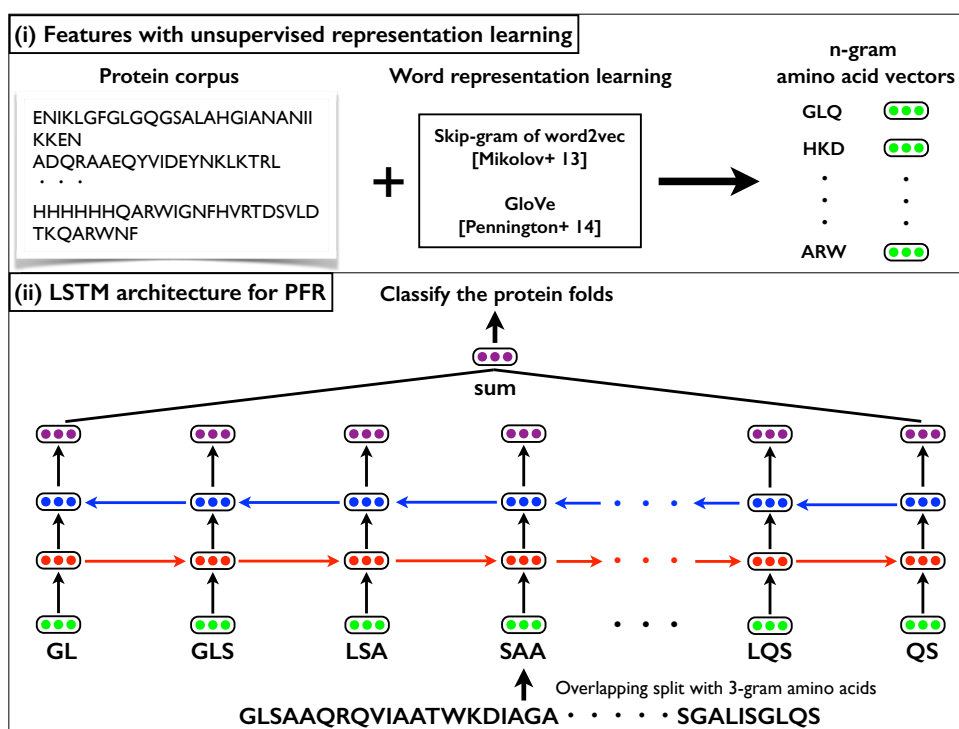 (i) Features with unsupervised representation learning
Protein corpus
ENIKLGFGLGQGSALAHGIANANII
KKEN
ADQRAAEQYVIDEYNKLKTRL
· · ·
HHHHHHQARWIGNFHVRTDSVLD
TKQARWNF
+
Word representation learning
Skip-gram of word2vec
[Mikolov+ 13]
GloVe
[Pennington+ 14]
n-gram
amino acid vectors
GLQ
HKD
ARW
(ii) LSTM architecture for PFR
Classify the protein folds
sum
GL GLS LSA SAA LQS QS
Overlapping split with 3-gram amino acids
GLSAAQRQVIAATWKDIAGA · · · · · SGALISGLQS